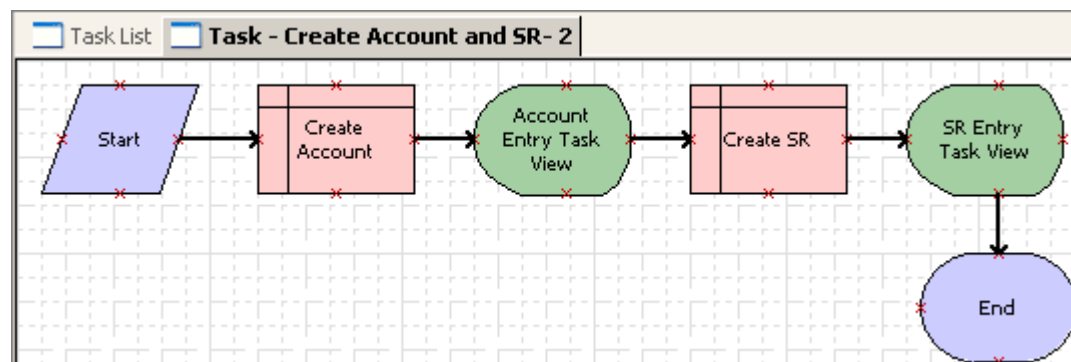 Task List
Task - Create Account and SR- 2
Start
Create
Account
Account
Entry Task
View
Create SR
SR Entry
Task View
End